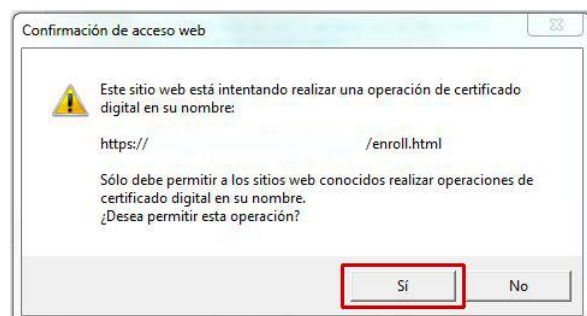 Confirmación de acceso web
Este sitio web está intentando realizar una operación de certificado
digital en su nombre:
https:// /enroll.html
Sólo debe permitir a los sitios web conocidos realizar operaciones de
certificado digital en su nombre.
¿Desea permitir esta operación?
Sí No